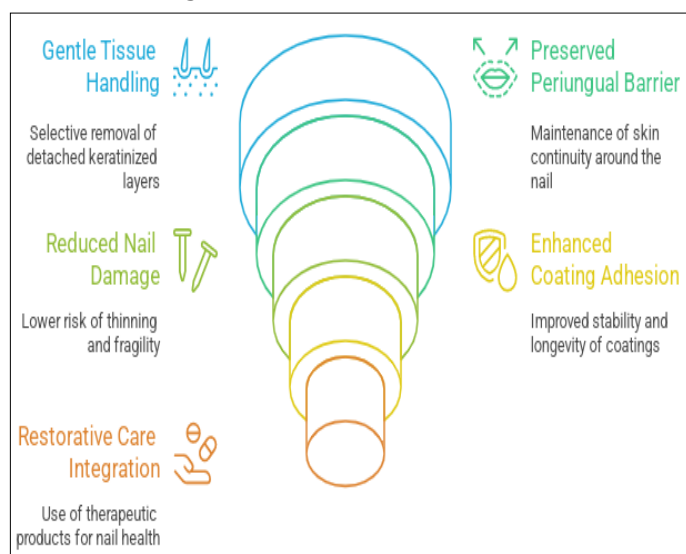 Gentle Tissue
Handling
Selective removal of
detached keratinized
layers
Preserved
Periungual Barrier
Maintenance of skin
continuity around the
nail
Reduced Nail
Damage
Lower risk of thinning
and fragility
Enhanced
Coating Adhesion
Improved stability and
longevity of coatings
Restorative Care
Integration
Use of therapeutic
products for nail health